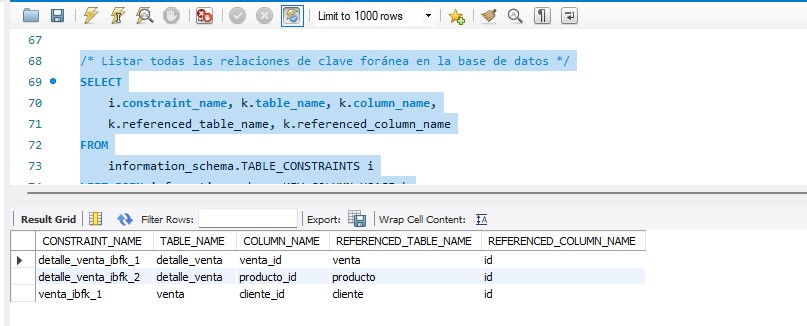 Limit to 1000 rows
67
68 /* Listar todas las relaciones de clave foránea en la base de datos */
69 SELECT
70 i.constraint_name, k.table_name, k.column_name,
71 k.referenced_table_name, k.referenced_column_name
72 FROM
73 information_schema.TABLE_CONSTRAINTS i
Result Grid Filter Rows: Export: Wrap Cell Content:
CONSTRAINT_NAME TABLE_NAME COLUMN_NAME REFERENCED_TABLE_NAME REFERENCED_COLUMN_NAME
detalle_venta_ibfk_1 detalle_venta venta_id venta id
detalle_venta_ibfk_2 detalle_venta producto_id producto id
venta_ibfk_1 venta cliente_id cliente id